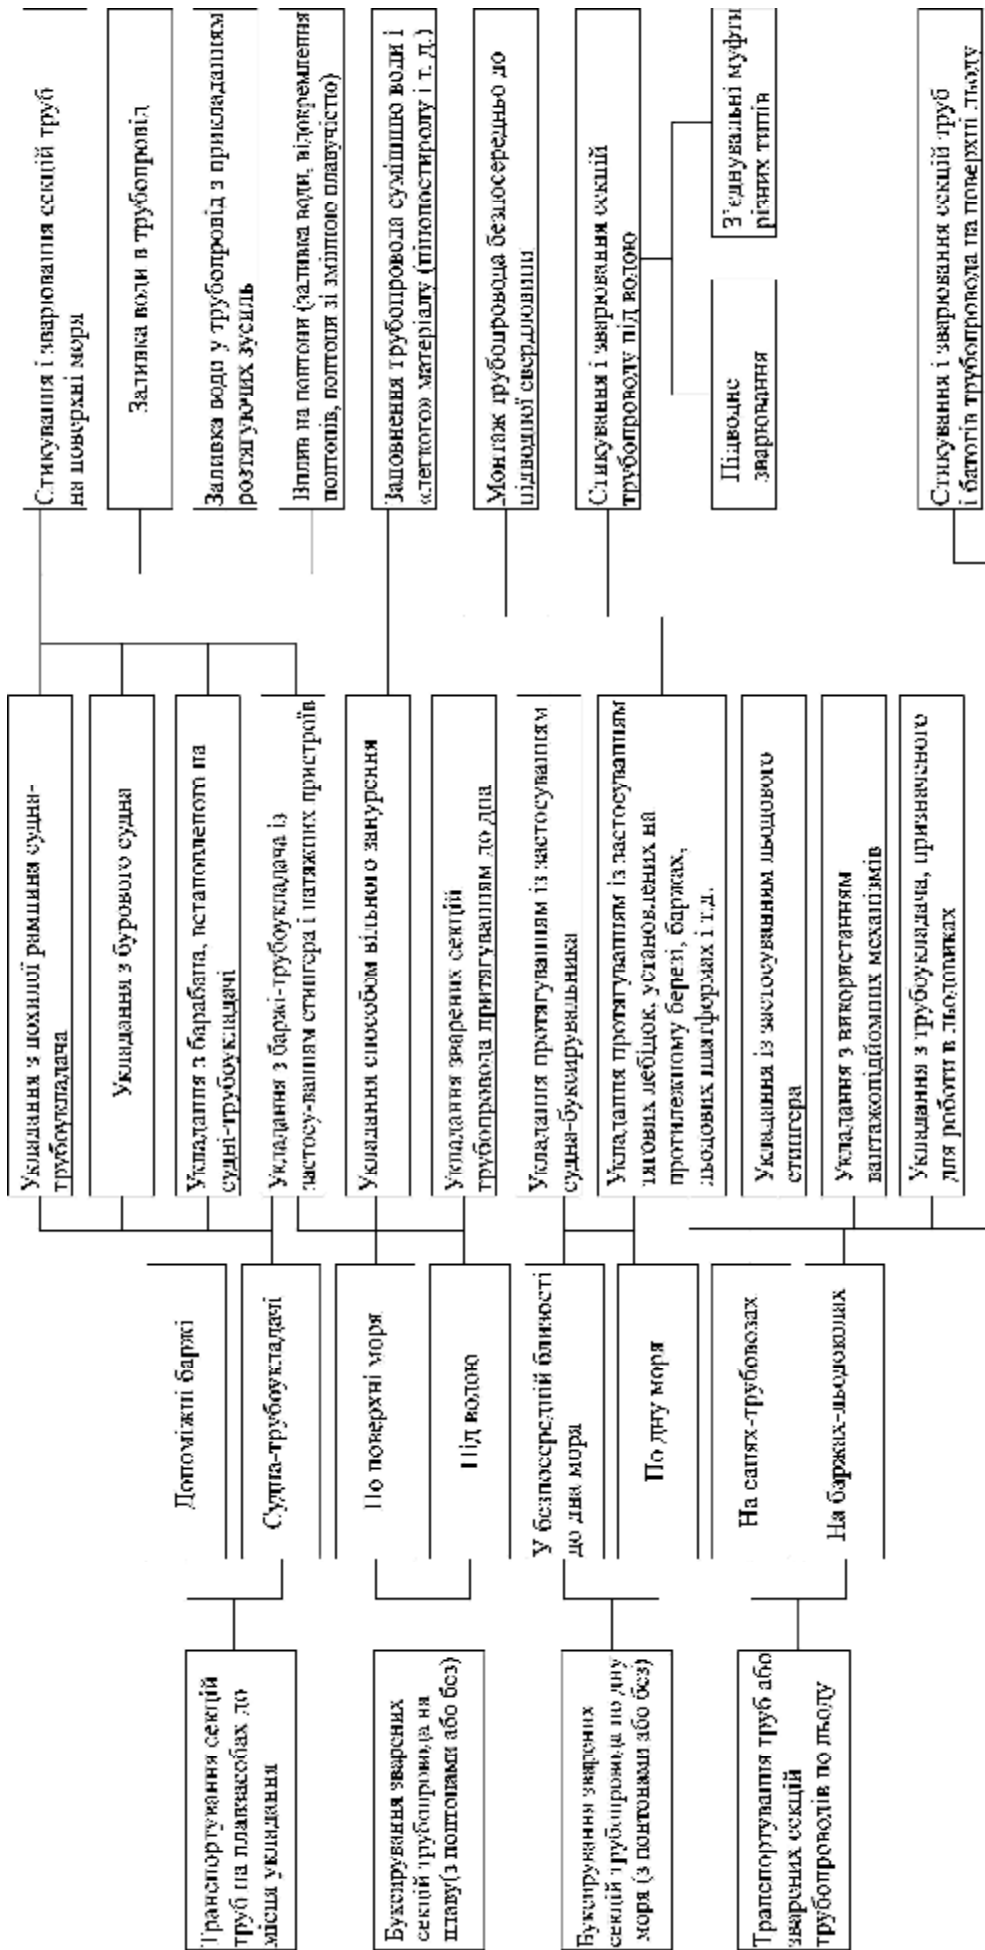 Транспортування секцій
труб на плавзасобах до
місця укладання
Буксирування зварених
секцій трубопровода на
плаву(з понтонами або без)
Буксирування зварених
секцій трубопровода по дну
моря (з понтонами або без)
Транспортування труб або
зварених секцій
трубопроводів по льоду
Допоміжні баржі
Судна-трубоукладачі
По поверхні моря
Під водою
У безпосредній близості
до дна моря
По дну моря
На санях-трубовозах
На баржах-льодоколах
Укладання з похилої рампина судна-
трубоукладача
Укладання з бурового судна
Укладання з барабана, встановленого на
судні-трубоукладачі
Укладання з баржі-трубоукладача із
застосу-ванням стингера і натяжних пристроїв
Укладання способом вільного занурення
Укладання зварених секцій
трубопровода притягуванням до дна
Укладання протягуванням із застосуванням
судна-буксирувальника
Укладання протягуванням із застосуванням
тягових лебідок, установлених на
протилежному березі, баржах,
льодових платформах і т.д.
Укладання із застосуванням льодового
стингера
Укладання з використанням
вантажопідйомних механізмів
Укладання з трубоукладача, призначеного
для роботи в льодовиках
Стикування і зварювання секцій труб
на поверхні моря
Заливка води в трубопровід
Заливка води у трубопровід з прикладанням
розтягуючих зусиль
Вплив на понтони (заливка води, відокремлення
понтонів, понтони зі змінною плавучістю)
Заповнення трубопровода сумішшю води і
«легкого» матеріалу (пінопостиролу і т. д.)
Монтаж трубопровода безпосередньо до
підводної свердловини
Стикування і зварювання секцій
трубопроводу під водою
Підводне
зварювання
З'єднувальні муфти
різних типів
Стикування і зварювання секцій труб
і батогів трубопровода на поверхні льоду